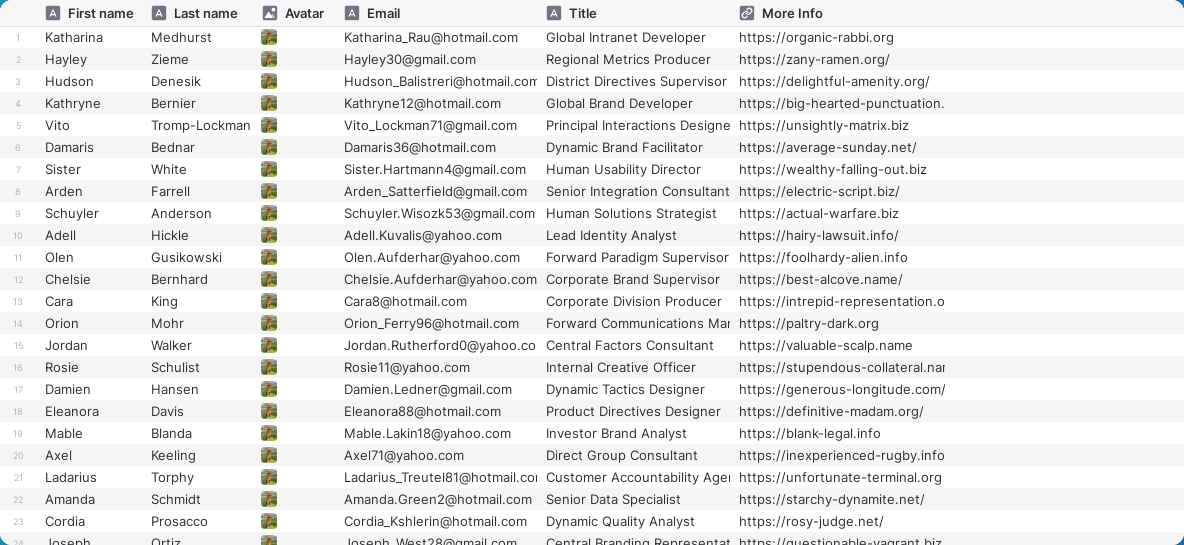 First name Last name Avatar Email Title More Info
1 Katharina Medhurst Katharina_Rau@hotmail.com Global Intranet Developer https://organic-rabbi.org
2 Hayley Zieme Hayley30@gmail.com Regional Metrics Producer https://zany-ramen.org/
3 Hudson Denesik Hudson_Balistreri@hotmail.com District Directives Supervisor https://delightful-amenity.org/
4 Kathryne Bernier Kathryne12@hotmail.com Global Brand Developer https://big-hearted-punctuation.
5 Vito Tromp-Lockman Vito_Lockman71@gmail.com Principal Interactions Designe https://unsightly-matrix.biz
6 Damaris Bednar Damaris36@hotmail.com Dynamic Brand Facilitator https://average-sunday.net/
7 Sister White Sister.Hartmann4@gmail.com Human Usability Director https://wealthy-falling-out.biz
8 Arden Farrell Arden_Satterfield@gmail.com Senior Integration Consultant https://electric-script.biz/
9 Schuyler Anderson Schuyler.Wisozk53@gmail.com Human Solutions Strategist https://actual-warfare.biz
10 Adell Hickle Adell.Kuvalis@yahoo.com Lead Identity Analyst https://hairy-lawsuit.info/
11 Olen Gusikowski Olen.Aufderhar@yahoo.com Forward Paradigm Supervisor https://foolhardy-alien.info
12 Chelsie Bernhard Chelsie.Aufderhar@yahoo.com Corporate Brand Supervisor https://best-alcove.name/
13 Cara King Cara8@hotmail.com Corporate Division Producer https://intrepid-representation.o
14 Orion Mohr Orion_Ferry96@hotmail.com Forward Communications Mar https://paltry-dark.org
15 Jordan Walker Jordan.Rutherford0@yahoo.co Central Factors Consultant https://valuable-scalp.name
16 Rosie Schulist Rosie11@yahoo.com Internal Creative Officer https://stupendous-collateral.nar
17 Damien Hansen Damien.Ledner@gmail.com Dynamic Tactics Designer https://generous-longitude.com/
18 Eleanora Davis Eleanora88@hotmail.com Product Directives Designer https://definitive-madam.org/
19 Mable Blanda Mable.Lakin18@yahoo.com Investor Brand Analyst https://blank-legal.info
20 Axel Keeling Axel71@yahoo.com Direct Group Consultant https://inexperienced-rugby.info
21 Ladarius Torphy Ladarius_Treutel81@hotmail.co Customer Accountability Age https://unfortunate-terminal.org
22 Amanda Schmidt Amanda.Green2@hotmail.com Senior Data Specialist https://starchy-dynamite.net/
23 Cordia Prosacco Cordia_Kshlerin@hotmail.com Dynamic Quality Analyst https://rosy-judge.net/
24 Joseph Ortiz Joseph_West28@gmail.com Central Branding Representat https://questionable-vagrant.biz